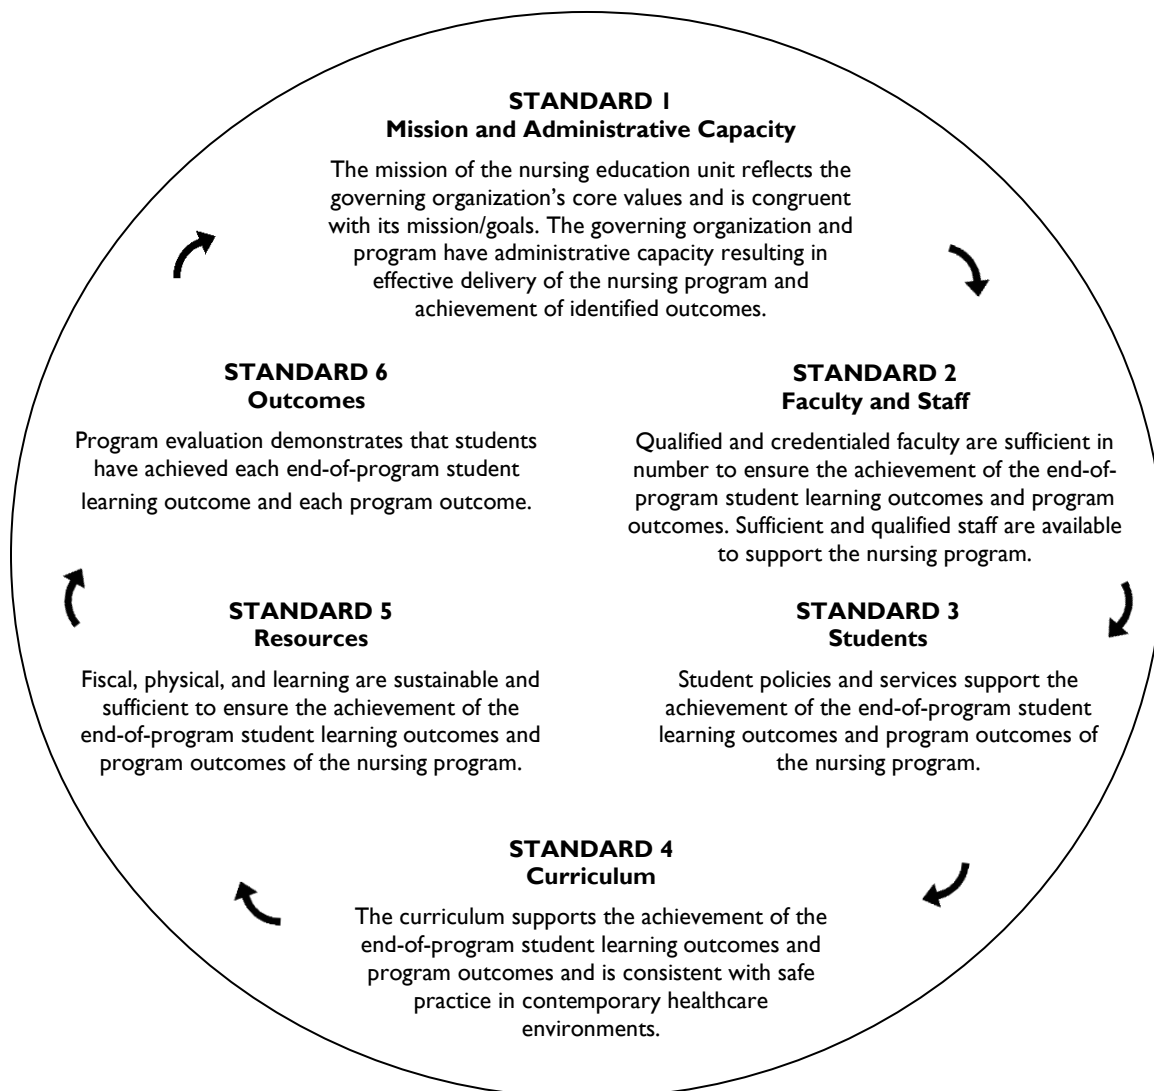 STANDARD 1
Mission and Administrative Capacity
The mission of the nursing education unit reflects the
governing organization’s core values and is congruent
with its mission/goals. The governing organization and
program have administrative capacity resulting in
effective delivery of the nursing program and
achievement of identified outcomes.
STANDARD 2
Faculty and Staff
Qualified and credentialed faculty are sufficient in
number to ensure the achievement of the end-of-
program student learning outcomes and program
outcomes. Sufficient and qualified staff are available
to support the nursing program.
STANDARD 3
Students
Student policies and services support the
achievement of the end-of-program student
learning outcomes and program outcomes of
the nursing program.
STANDARD 4
Curriculum
The curriculum supports the achievement of the
end-of-program student learning outcomes and
program outcomes and is consistent with safe
practice in contemporary healthcare
environments.
STANDARD 5
Resources
Fiscal, physical, and learning are sustainable and
sufficient to ensure the achievement of the
end-of-program student learning outcomes and
program outcomes of the nursing program.
STANDARD 6
Outcomes
Program evaluation demonstrates that students
have achieved each end-of-program student
learning outcome and each program outcome.